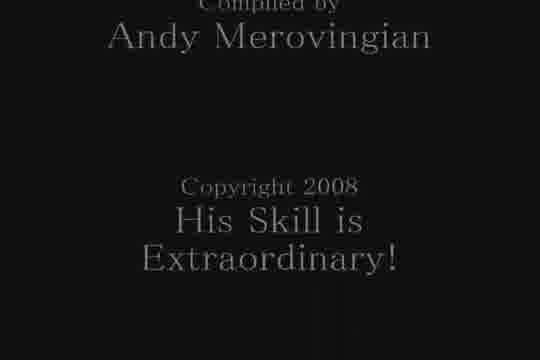 Compiled by
Andy Merovingian
Copyright 2008
His Skill is
Extraordinary!